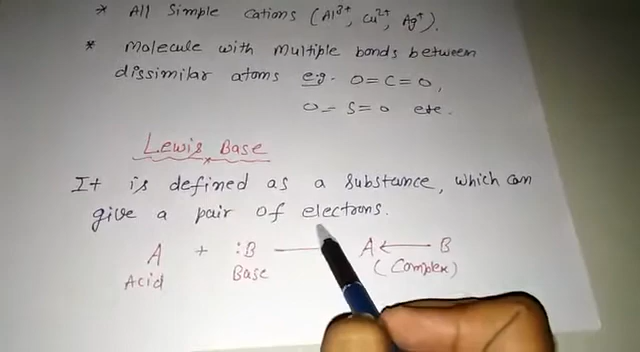 * All Simple cations (Al³⁺, Cu²⁺, Ag⁺).
* Molecule with multiple bonds between
dissimilar atoms e.g. O=C=O,
O-S=O etc.
Lewis Base
It is defined as a substance, which can
give a pair of electrons.
A + :B → A ← B
Acid Base (Complex)